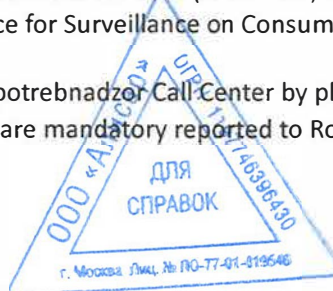 ce for Surveillance on Consum
potrebnadzor Call Center by
are mandatory reported to Ro
ООО
ОГРН
ДЛЯ
СПРАВОК
г. Москва Лиц. № ЛО-77-01-019546